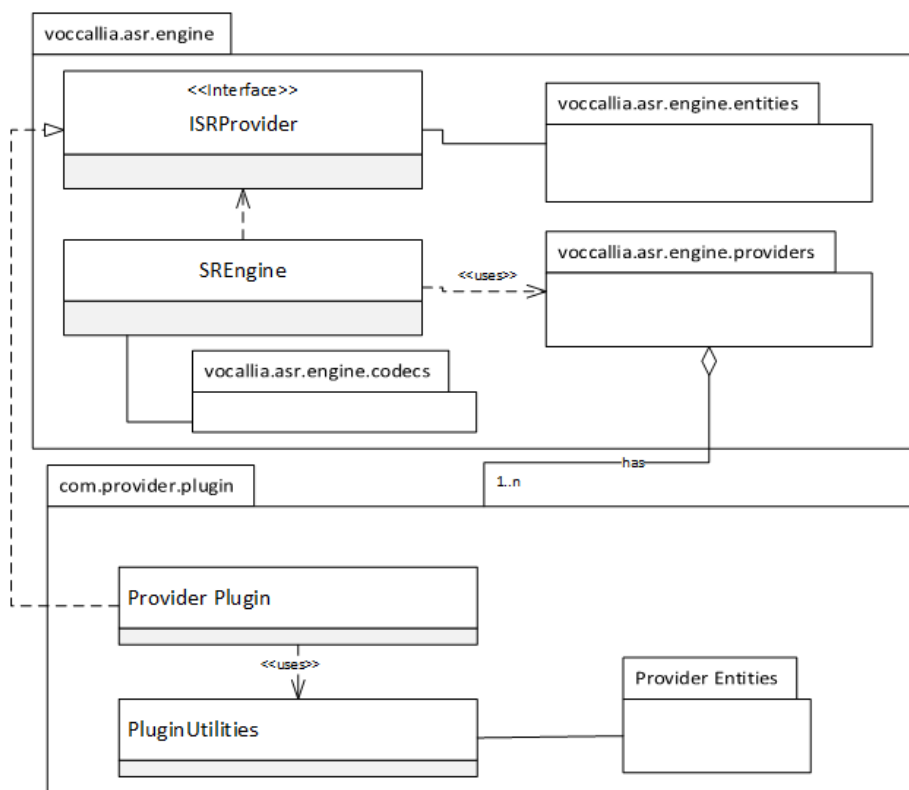 voccallia.asr.engine
<<Interface>>
ISRProvider
voccallia.asr.engine.entities
SREngine
<<uses>>
voccallia.asr.engine.providers
vocallia.asr.engine.codecs
has
1..n
com.provider.plugin
Provider Plugin
<<uses>>
PluginUtilities
Provider Entities